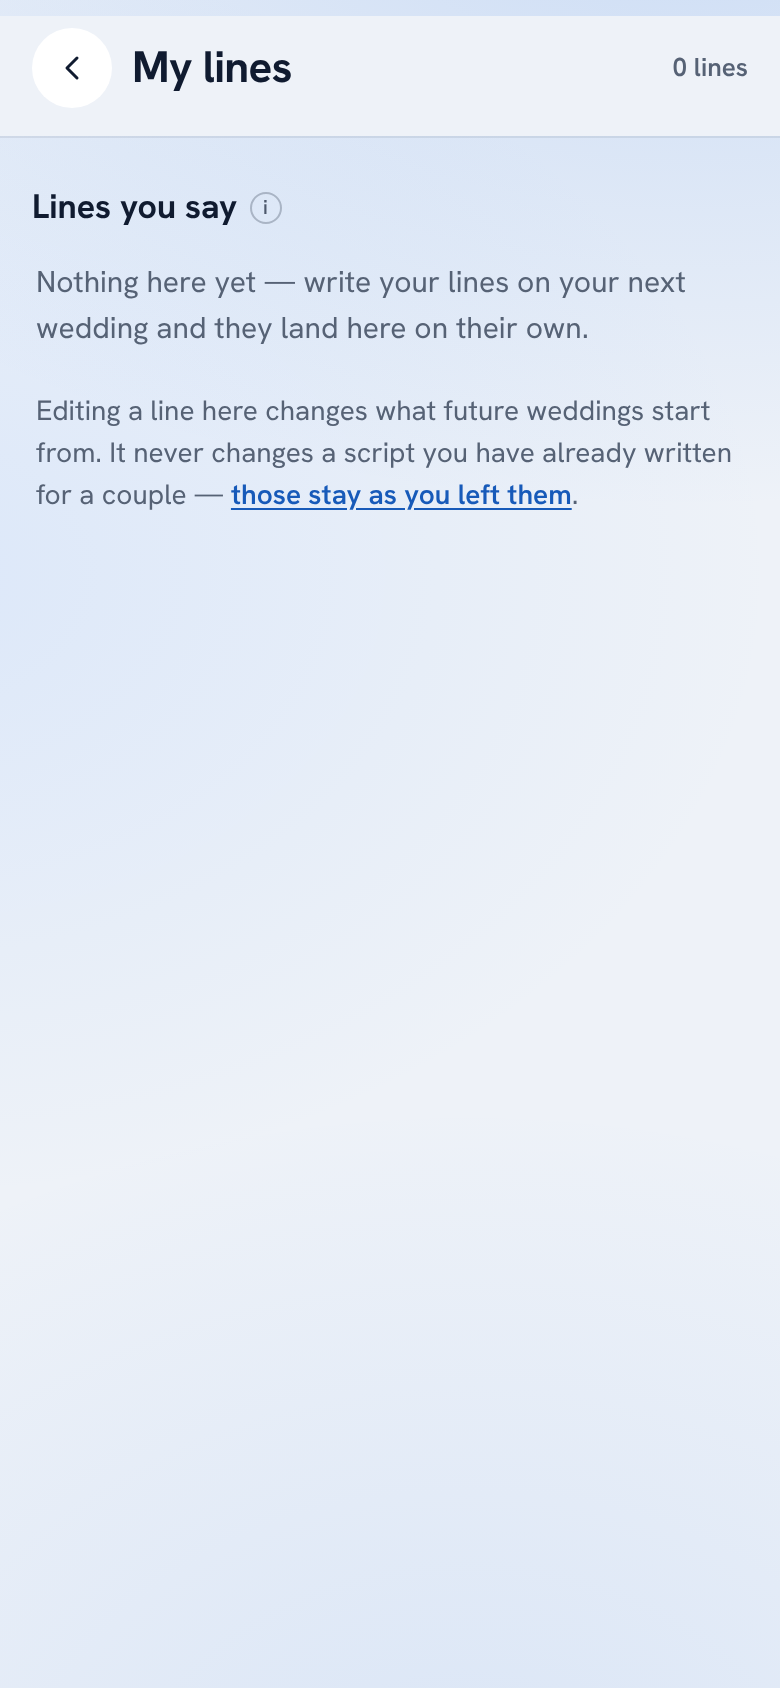 My lines
0 lines
Lines you say i
Nothing here yet — write your lines on your next
wedding and they land here on their own.
Editing a line here changes what future weddings start
from. It never changes a script you have already written
for a couple — those stay as you left them.